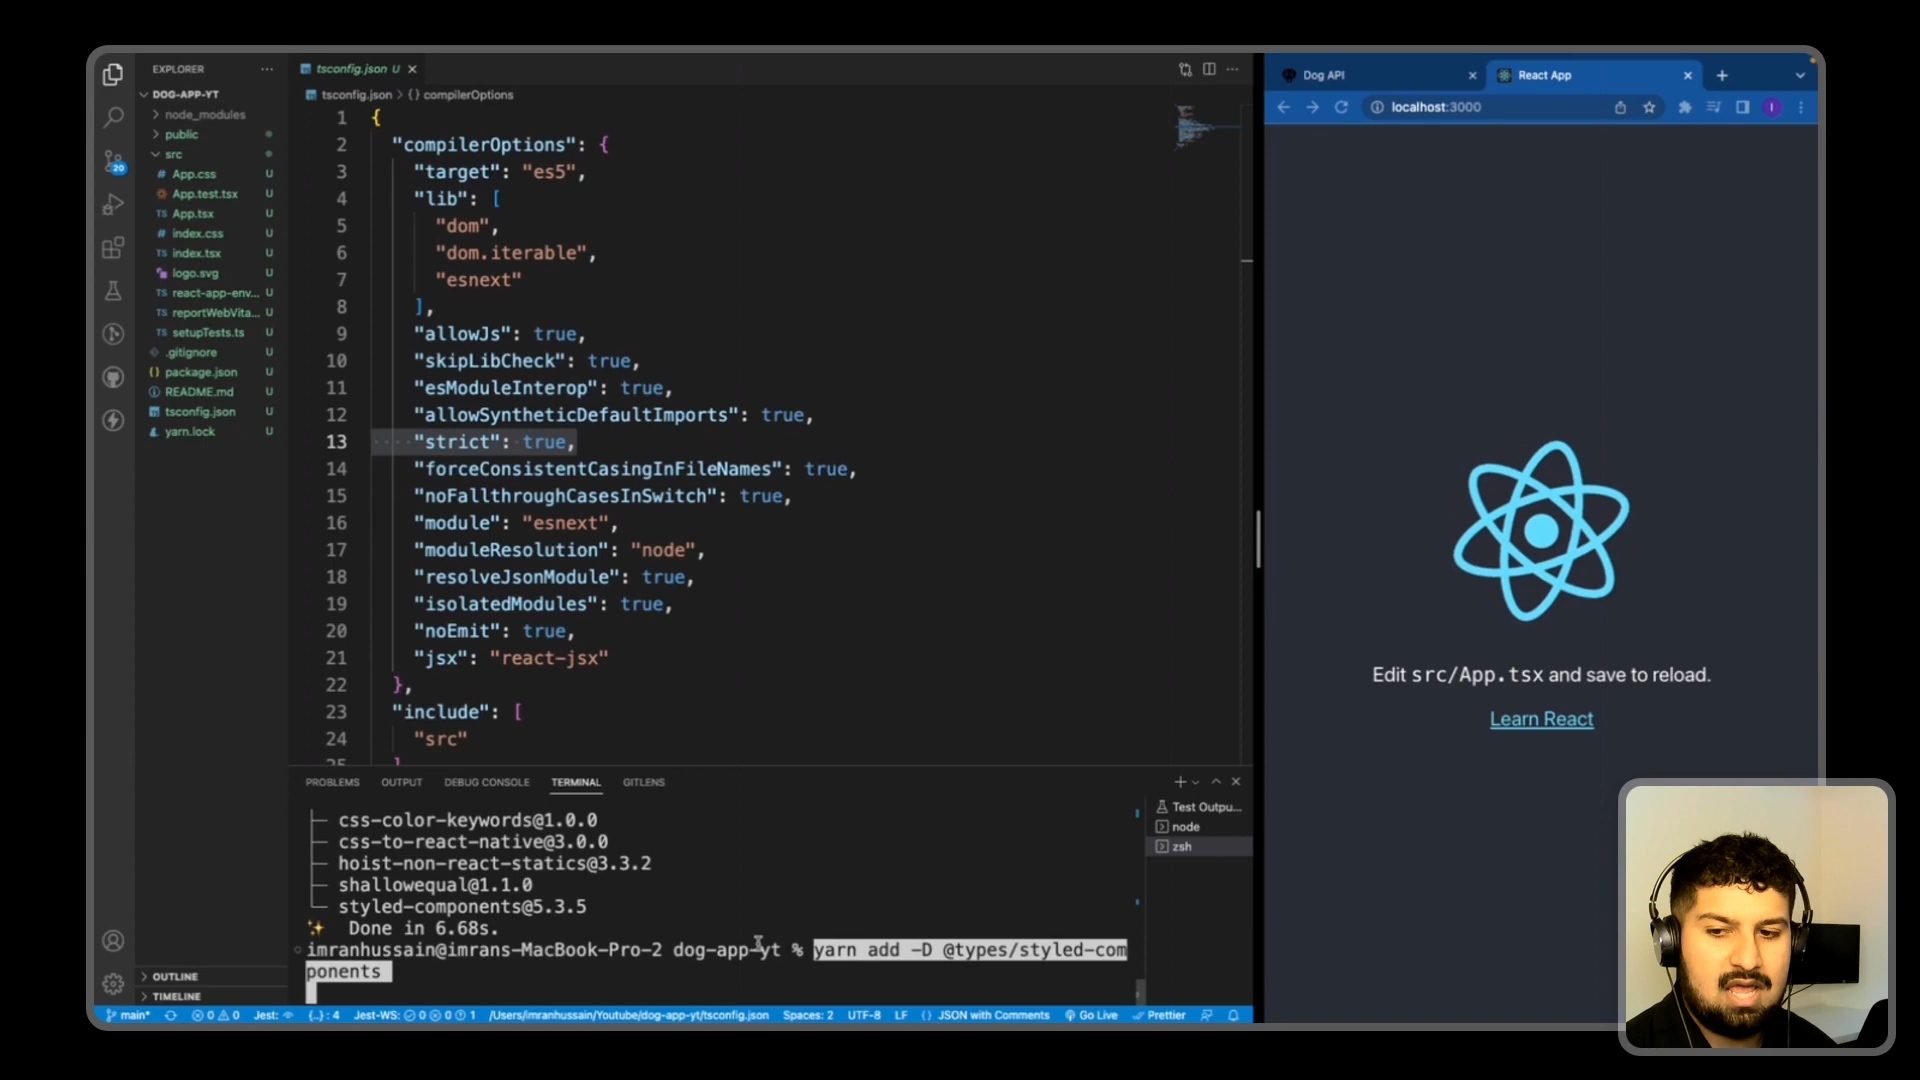 EXPLORER
DOG-APP-YT
node_modules
public
src
App.css U
App.test.tsx U
App.tsx U
index.css U
index.tsx U
logo.svg U
react-app-env... U
reportWebVita... U
setupTests.ts U
.gitignore U
package.json U
README.md U
tsconfig.json U
yarn.lock U
OUTLINE
TIMELINE
20
tsconfig.json U
tsconfig.json > {} compilerOptions
1 {
2 "compilerOptions": {
3 "target": "es5",
4 "lib": [
5 "dom",
6 "dom.iterable",
7 "esnext"
8 ],
9 "allowJs": true,
10 "skipLibCheck": true,
11 "esModuleInterop": true,
12 "allowSyntheticDefaultImports": true,
13 "strict": true,
14 "forceConsistentCasingInFileNames": true,
15 "noFallthroughCasesInSwitch": true,
16 "module": "esnext",
17 "moduleResolution": "node",
18 "resolveJsonModule": true,
19 "isolatedModules": true,
20 "noEmit": true,
21 "jsx": "react-jsx"
22 },
23 "include": [
24 "src"
25 ]
PROBLEMS OUTPUT DEBUG CONSOLE TERMINAL GITLENS
├─ css-color-keywords@1.0.0
├─ css-to-react-native@3.0.0
├─ hoist-non-react-statics@3.3.2
├─ shallowequal@1.1.0
└─ styled-components@5.3.5
✨ Done in 6.68s.
imranhussain@imrans-MacBook-Pro-2 dog-app-yt % yarn add -D @types/styled-com
ponents
Test Outpu...
node
zsh
main* 0 0 Jest: {..} : 4 Jest-WS: 0 0 1 /Users/imranhussain/Youtube/dog-app-yt/tsconfig.json Spaces: 2 UTF-8 LF {} JSON with Comments Go Live Prettier
Dog API
React App
localhost:3000
I
Edit src/App.tsx and save to reload.
Learn React